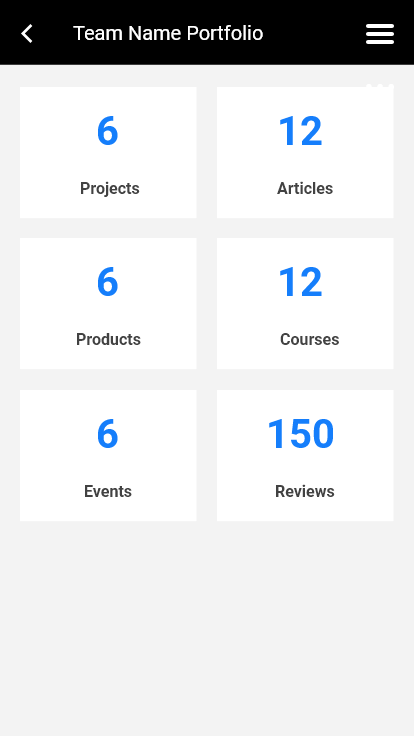 Team Name Portfolio
6
12
Projects
Articles
6
12
Products
Courses
6
150
Events
Reviews